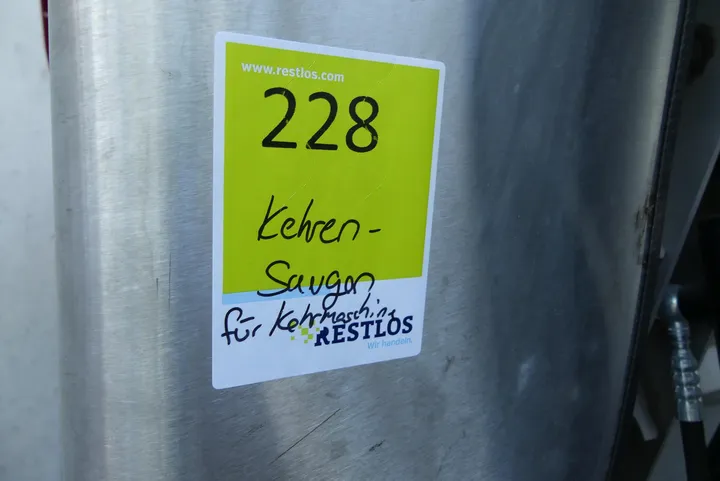 www.restlos.com
228
Kehren-
Saugen
für Kehrmaschine
RESTLOS
Wir handeln.